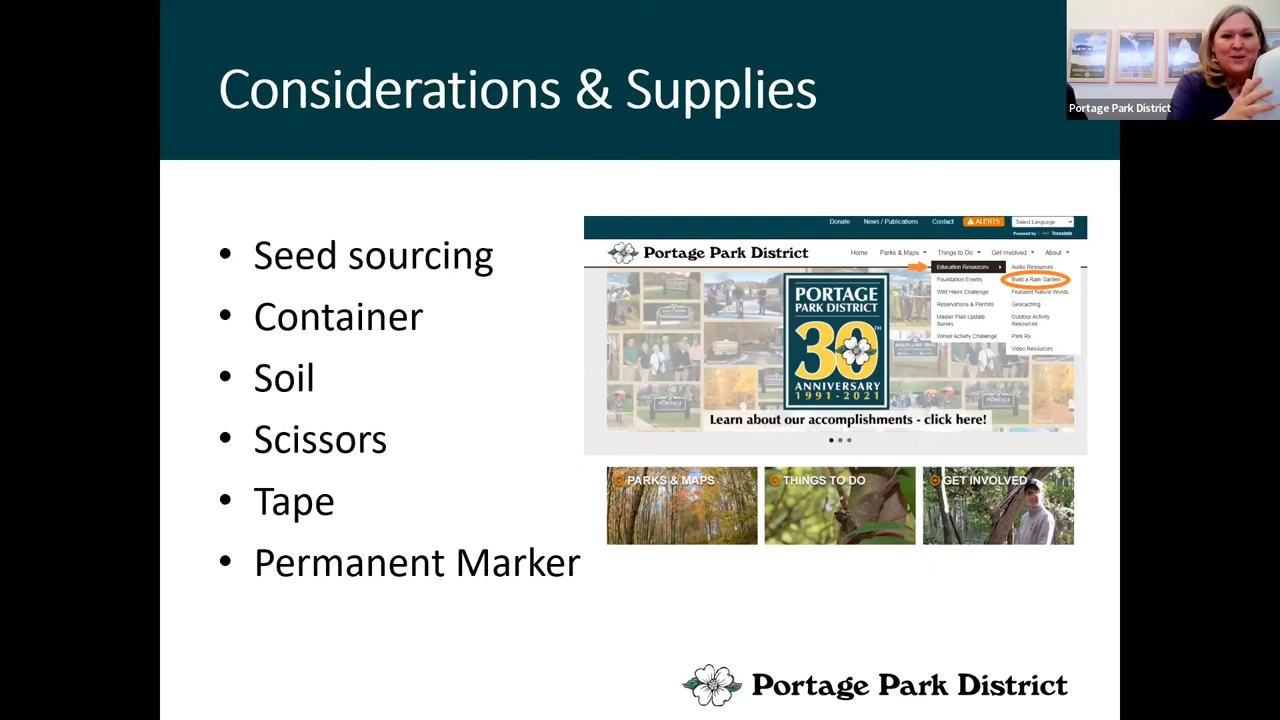 Considerations & Supplies
Portage Park District
• Seed sourcing
• Container
• Soil
• Scissors
• Tape
• Permanent Marker
Donate News / Publications Contact ALERTS Select Language
Powered by Translate
Portage Park District
Home Parks & Maps Things to Do Get Involved About
Education Resources Audio Resources
Foundation Events Build a Rain Garden
Wild Hikes Challenge Featured Nature Words
Reservations & Permits Geocaching
Master Plan Update Survey Outdoor Activity Resources
Winter Activity Challenge Park Rx
Video Resources
PORTAGE
PARK DISTRICT
30TH
ANNIVERSARY
1991-2021
Learn about our accomplishments - click here!
PARKS & MAPS THINGS TO DO GET INVOLVED
Portage Park District